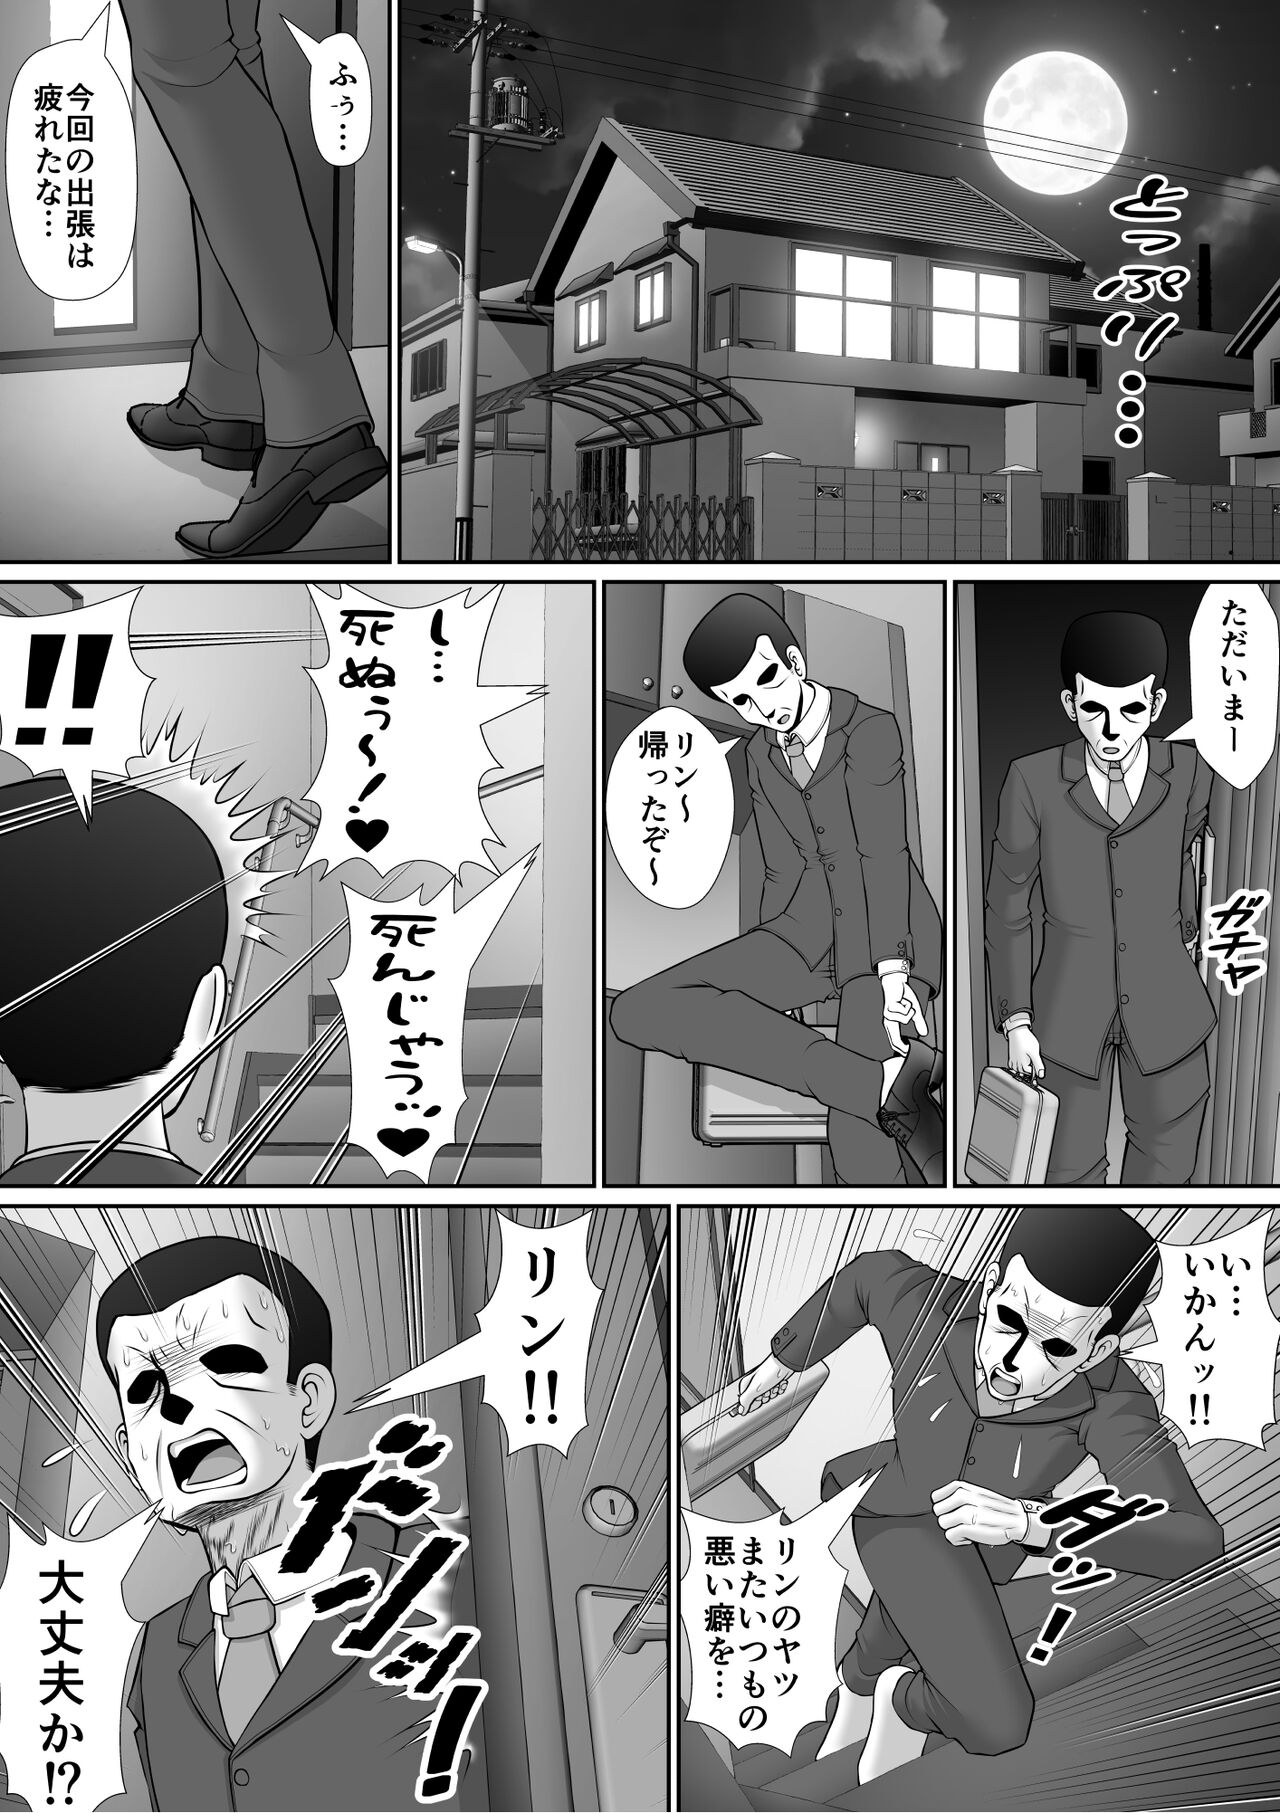 とっぷり…
ふぅ…
今回の出張は
疲れたな…
ただいまー
ガチャ
リン～
帰ったぞ～
し…
死ぬぅ～！♥
死んじゃう…♥
!!
い…
いかんッ!!
ダッ！
リンのヤツ
またいつもの
悪い癖を…
リン!!
バンッ！
大丈夫か!?